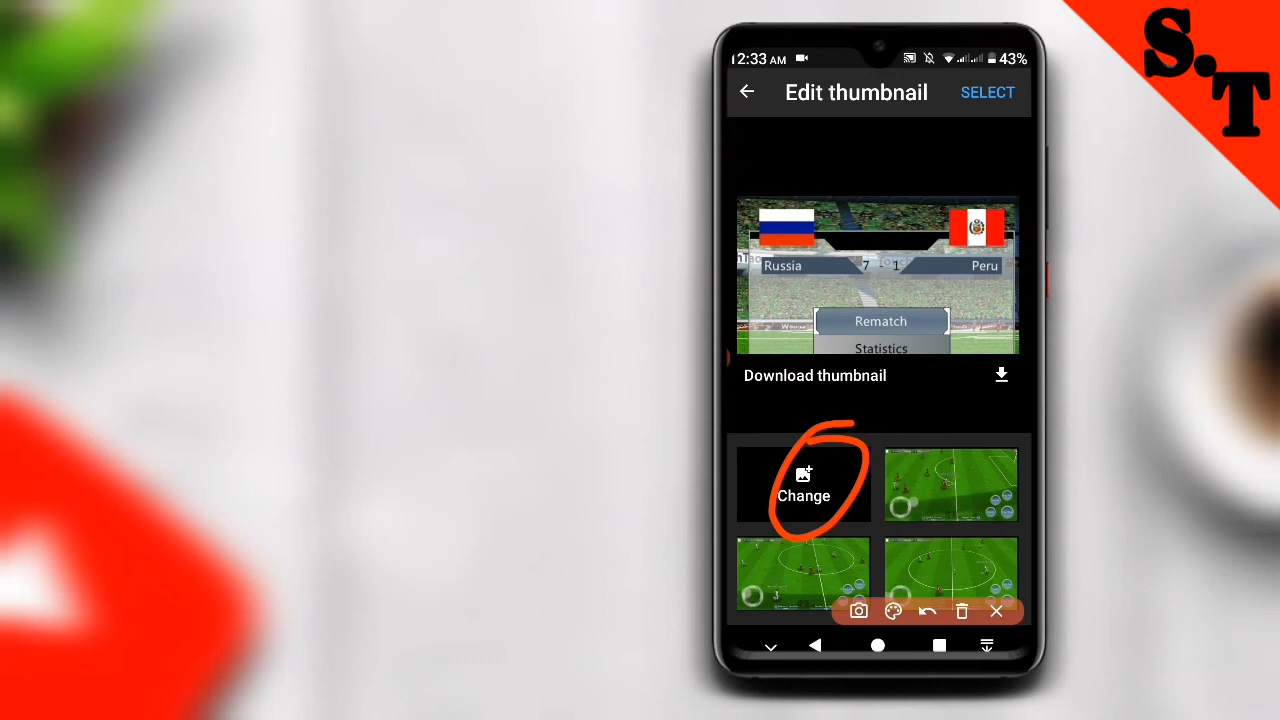 12:33 AM 43%
Edit thumbnail SELECT
S.T
Russia 7 - 1 Peru
Rematch
Statistics
Download thumbnail
Change